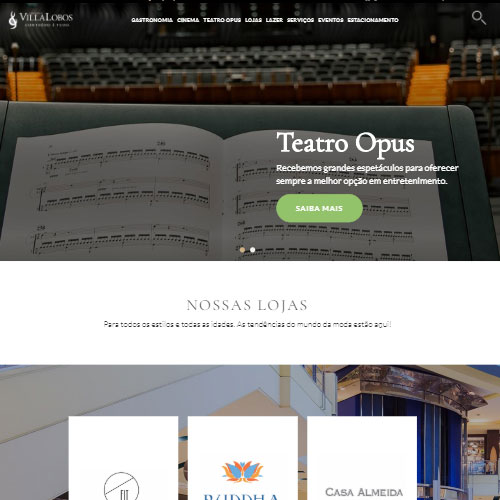 VILLALOBOS
GASTRONOMIA CINEMA TEATRO OPUS LOJAS LAZER SERVIÇOS EVENTOS ESTACIONAMENTO
Teatro Opus
Recebemos grandes espetáculos para oferecer
sempre a melhor opção em entretenimento.
SAIBA MAIS
NOSSAS LOJAS
Para todos os estilos e todas as idades. As tendências do mundo da moda estão aqui!
BUDDHA
CASA ALMEIDA